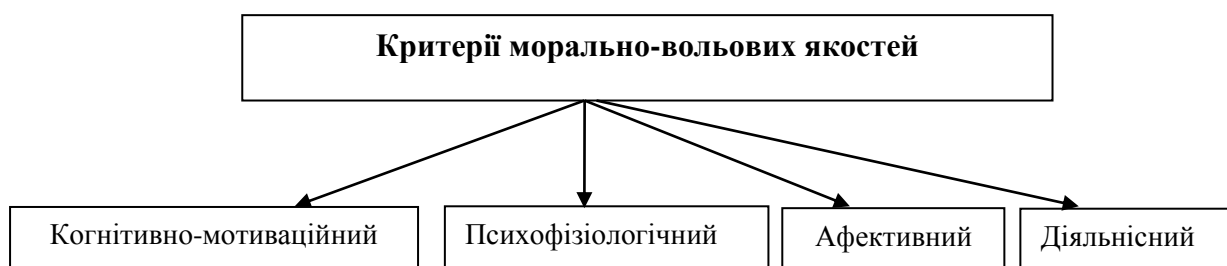 Критерії морально-вольових якостей
Когнітивно-мотиваційний
Психофізіологічний
Афективний
Діяльнісний